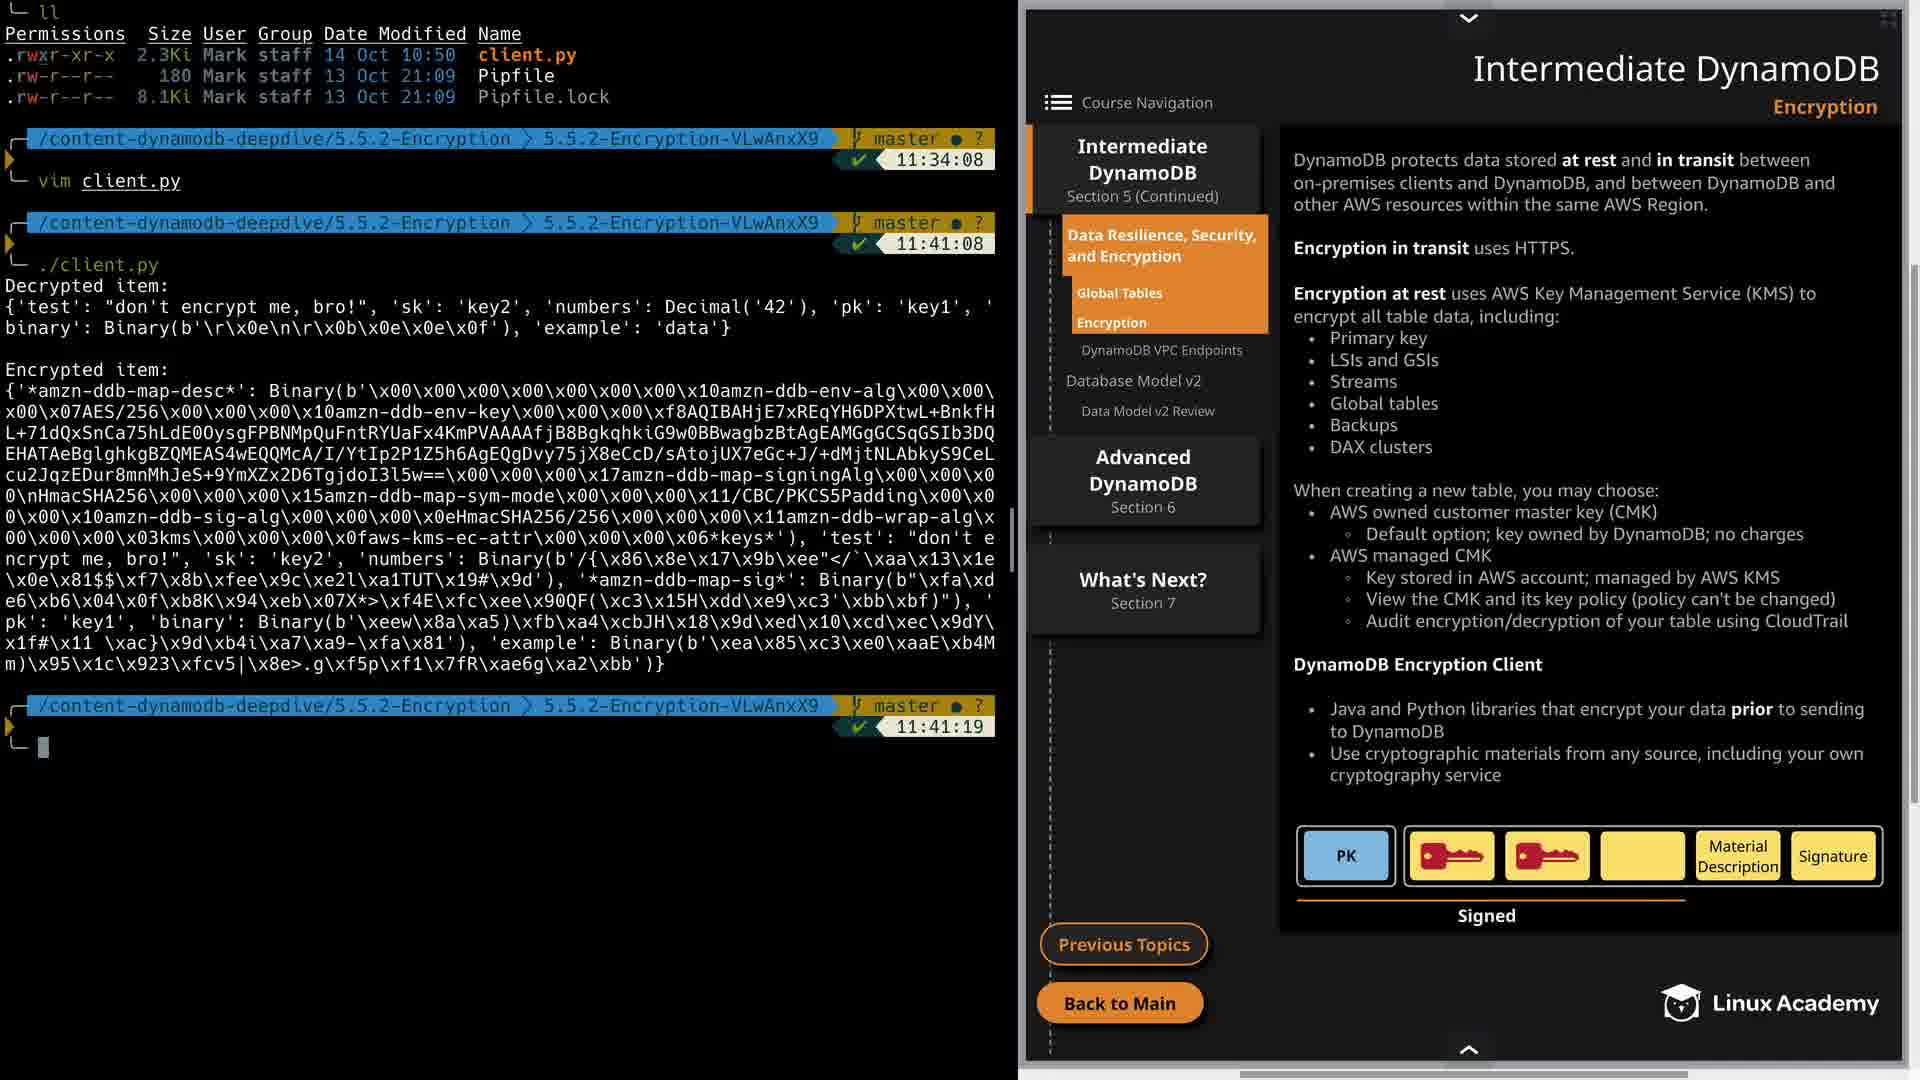 ll
Permissions Size User Group Date Modified Name
.rwxr-xr-x 2.3Ki Mark staff 14 Oct 10:50 client.py
.rw-r--r-- 180 Mark staff 13 Oct 21:09 Pipfile
.rw-r--r-- 8.1Ki Mark staff 13 Oct 21:09 Pipfile.lock
/content-dynamodb-deepdive/5.5.2-Encryption 5.5.2-Encryption-VLwAnxX9 master ● ?
✔ 11:34:08
vim client.py
/content-dynamodb-deepdive/5.5.2-Encryption 5.5.2-Encryption-VLwAnxX9 master ● ?
✔ 11:41:08
./client.py
Decrypted item:
{'test': "don't encrypt me, bro!", 'sk': 'key2', 'numbers': Decimal('42'), 'pk': 'key1', '
binary': Binary(b'\r\x0e\n\r\x0b\x0e\x0e\x0f'), 'example': 'data'}
Encrypted item:
{'*amzn-ddb-map-desc*': Binary(b'\x00\x00\x00\x00\x00\x00\x00\x10amzn-ddb-env-alg\x00\x00\
x00\x07AES/256\x00\x00\x00\x10amzn-ddb-env-key\x00\x00\x00\xf8AQIBAHjE7xREqYH6DPXtwL+BnkfH
L+71dQxSnCa75hLdE0OysgFPBNMpQuFntRYUaFx4KmPVAAAAfjB8BgkqhkiG9w0BBwagbzBtAgEAMGgGCSqGSIb3DQ
EHATAeBglghkgBZQMEAS4wEQQMcA/I/YtIp2P1Z5h6AgEQgDvy75jX8eCcD/sAtojUX7eGc+J/+dMjtNLAbkyS9CeL
cu2JqzEDur8mnMhJeS+9YmXZx2D6TgjdoI3l5w==\x00\x00\x00\x17amzn-ddb-map-signingAlg\x00\x00\x0
0\nHmacSHA256\x00\x00\x00\x15amzn-ddb-map-sym-mode\x00\x00\x00\x11/CBC/PKCS5Padding\x00\x0
0\x00\x10amzn-ddb-sig-alg\x00\x00\x00\x0eHmacSHA256/256\x00\x00\x00\x11amzn-ddb-wrap-alg\x
00\x00\x00\x03kms\x00\x00\x00\x0faws-kms-ec-attr\x00\x00\x00\x06*keys*'), 'test': "don't e
ncrypt me, bro!", 'sk': 'key2', 'numbers': Binary(b'/{\x86\x8e\x17\x9b\xee"</`\xaa\x13\x1e
\x0e\x81$$\xf7\x8b\xfee\x9c\xe2l\xa1TUT\x19#\x9d'), '*amzn-ddb-map-sig*': Binary(b"\xfa\xd
e6\xb6\x04\x0f\xb8K\x94\xeb\x07X*>\xf4E\xfc\xee\x90QF(\xc3\x15H\xdd\xe9\xc3'\xbb\xbf)"), '
pk': 'key1', 'binary': Binary(b'\xeew\x8a\xa5)\xfb\xa4\xcbJH\x18\x9d\xed\x10\xcd\xec\x9dY\
x1f#\x11 \xac}\x9d\xb4i\xa7\xa9-\xfa\x81'), 'example': Binary(b'\xea\x85\xc3\xe0\xaaE\xb4M
m)\x95\x1c\x923\xfcv5|\x8e>.g\xf5p\xf1\x7fR\xae6g\xa2\xbb')}
/content-dynamodb-deepdive/5.5.2-Encryption 5.5.2-Encryption-VLwAnxX9 master ● ?
✔ 11:41:19
Intermediate DynamoDB
Encryption
Course Navigation
Intermediate
DynamoDB
Section 5 (Continued)
Data Resilience, Security,
and Encryption
Global Tables
Encryption
DynamoDB VPC Endpoints
Database Model v2
Data Model v2 Review
Advanced
DynamoDB
Section 6
What's Next?
Section 7
Previous Topics
Back to Main
DynamoDB protects data stored at rest and in transit between
on-premises clients and DynamoDB, and between DynamoDB and
other AWS resources within the same AWS Region.
Encryption in transit uses HTTPS.
Encryption at rest uses AWS Key Management Service (KMS) to
encrypt all table data, including:
• Primary key
• LSIs and GSIs
• Streams
• Global tables
• Backups
• DAX clusters
When creating a new table, you may choose:
• AWS owned customer master key (CMK)
◦ Default option; key owned by DynamoDB; no charges
• AWS managed CMK
◦ Key stored in AWS account; managed by AWS KMS
◦ View the CMK and its key policy (policy can't be changed)
◦ Audit encryption/decryption of your table using CloudTrail
DynamoDB Encryption Client
• Java and Python libraries that encrypt your data prior to sending
to DynamoDB
• Use cryptographic materials from any source, including your own
cryptography service
PK
Material
Description
Signature
Signed
Linux Academy